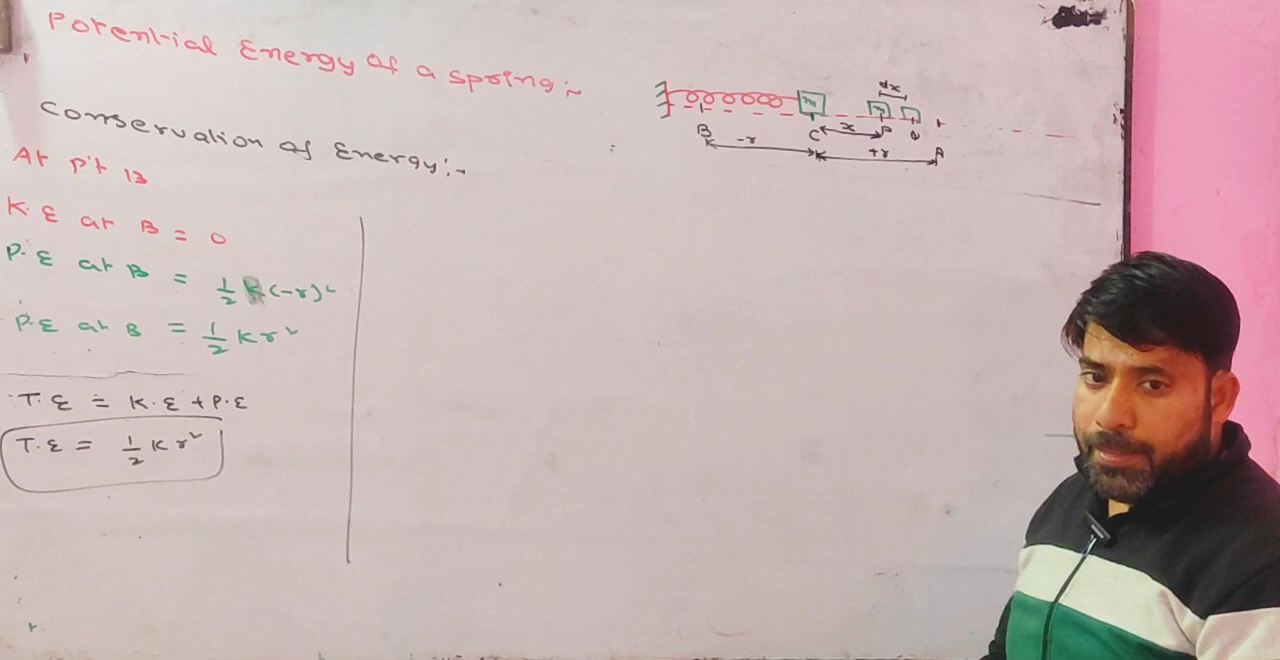 Potential Energy of a spring:~
Conservation of Energy:-
At p't B
K.E at B = 0
P.E at B = 1/2 K(-r)²
P.E at B = 1/2 Kr²
T.E = K.E + P.E
T.E = 1/2 Kr²
dx
m m
B C x P Q A
-r +r